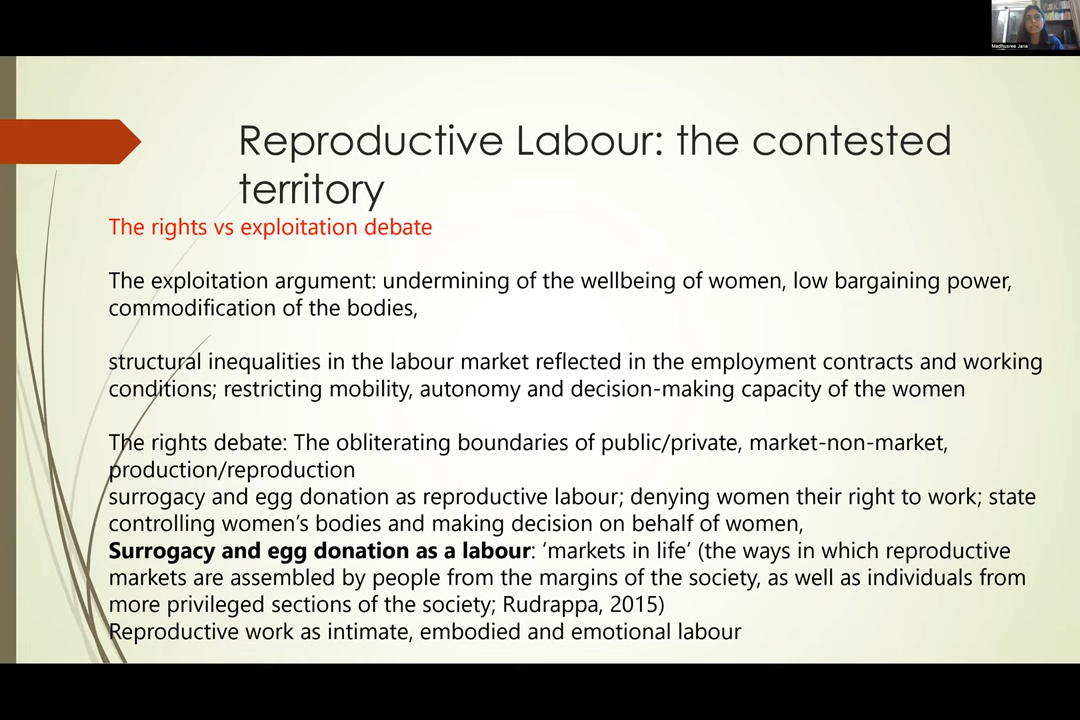 Madhusree Jana
Reproductive Labour: the contested
territory
The rights vs exploitation debate
The exploitation argument: undermining of the wellbeing of women, low bargaining power,
commodification of the bodies,
structural inequalities in the labour market reflected in the employment contracts and working
conditions; restricting mobility, autonomy and decision-making capacity of the women
The rights debate: The obliterating boundaries of public/private, market-non-market,
production/reproduction
surrogacy and egg donation as reproductive labour; denying women their right to work; state
controlling women’s bodies and making decision on behalf of women,
Surrogacy and egg donation as a labour: ‘markets in life’ (the ways in which reproductive
markets are assembled by people from the margins of the society, as well as individuals from
more privileged sections of the society; Rudrappa, 2015)
Reproductive work as intimate, embodied and emotional labour